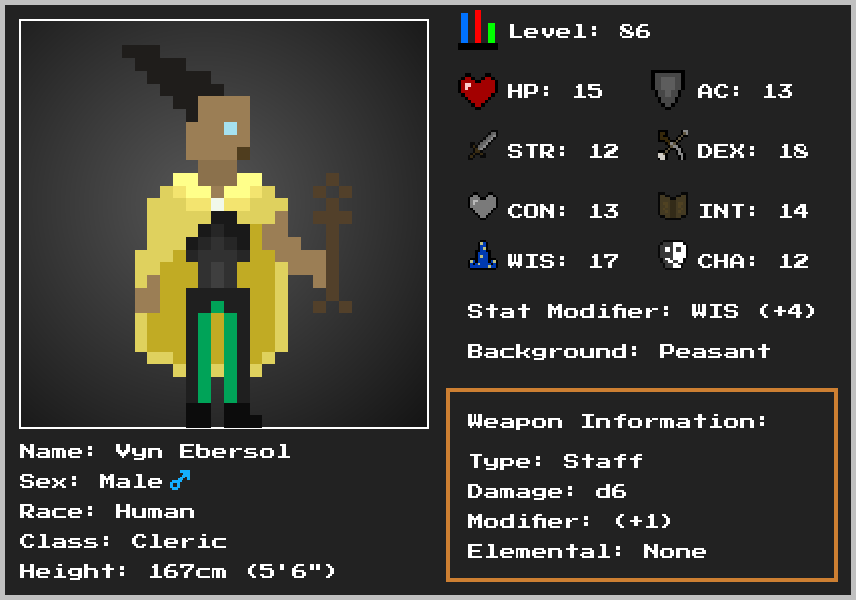 Level: 86
HP: 15 AC: 13
STR: 12 DEX: 18
CON: 13 INT: 14
WIS: 17 CHA: 12
Stat Modifier: WIS (+4)
Background: Peasant
Weapon Information:
Type: Staff
Damage: d6
Modifier: (+1)
Elemental: None
Name: Vyn Ebersol
Sex: Male ♂
Race: Human
Class: Cleric
Height: 167cm (5'6")